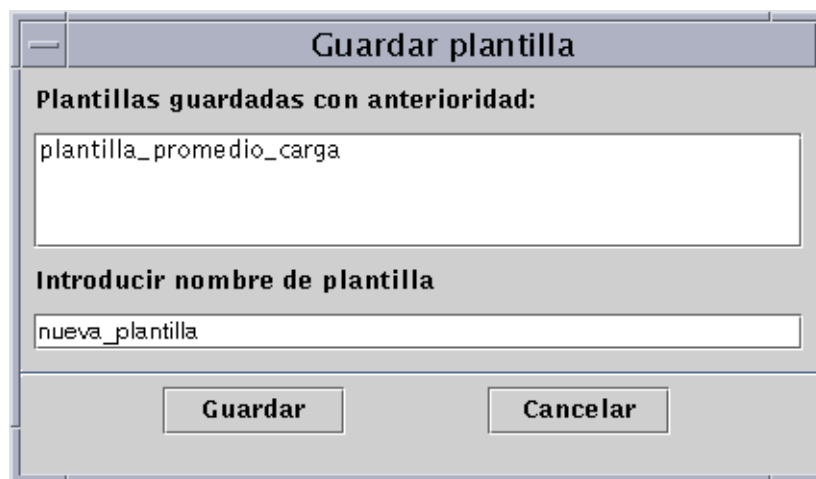 Guardar plantilla
Plantillas guardadas con anterioridad:
plantilla_promedio_carga
Introducir nombre de plantilla
nueva_plantilla
Guardar
Cancelar